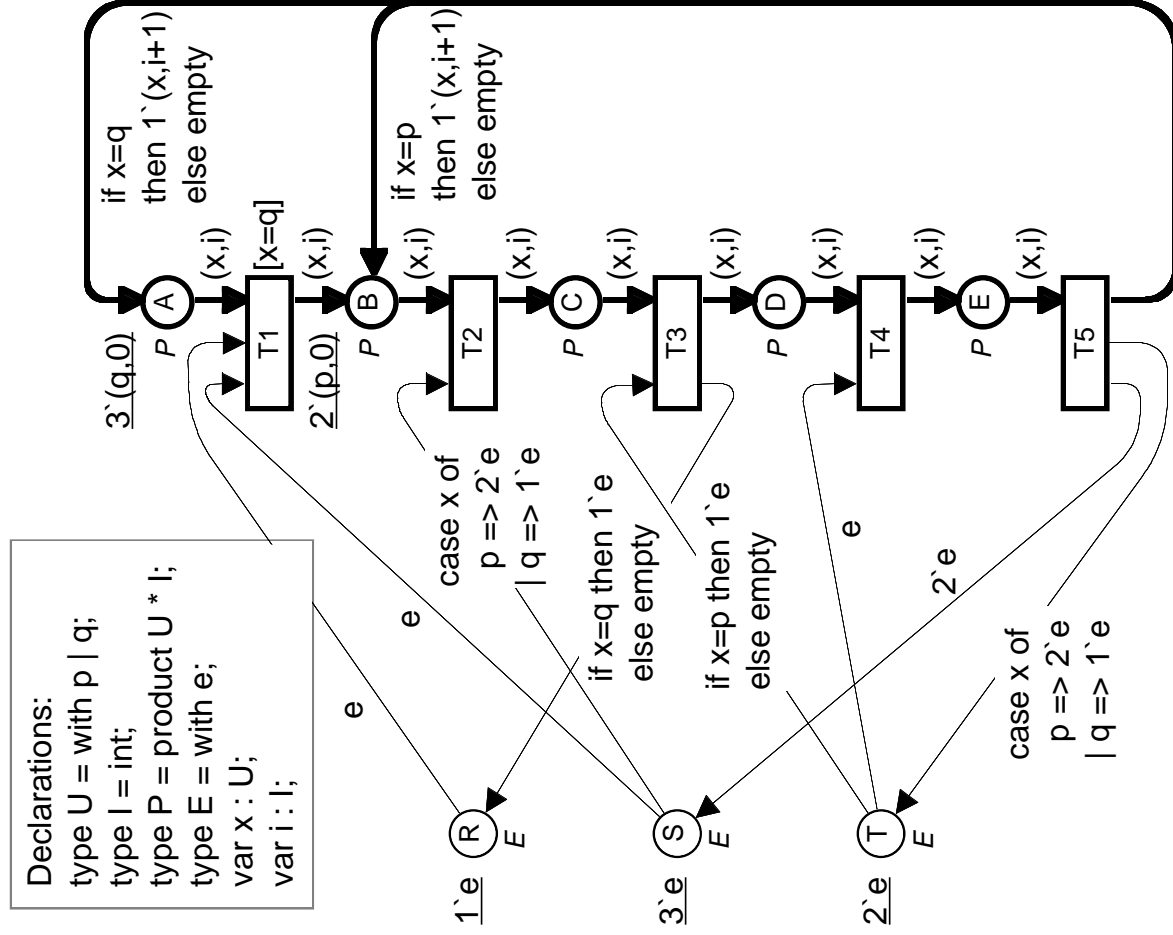 Declarations:
type U = with p | q;
type I = int;
type P = product U * I;
type E = with e;
var x : U;
var i : I;
3`(q,0)
P
A
if x=q
then 1`(x,i+1)
else empty
(x,i)
e
e
T1
[x=q]
2`(p,0)
(x,i)
P
B
if x=p
then 1`(x,i+1)
else empty
(x,i)
case x of
p => 2`e
| q => 1`e
T2
(x,i)
1`e
R
E
P
C
(x,i)
if x=q then 1`e
else empty
T3
(x,i)
3`e
S
E
if x=p then 1`e
else empty
P
D
(x,i)
e
T4
(x,i)
2`e
T
E
2`e
P
E
(x,i)
case x of
p => 2`e
| q => 1`e
T5